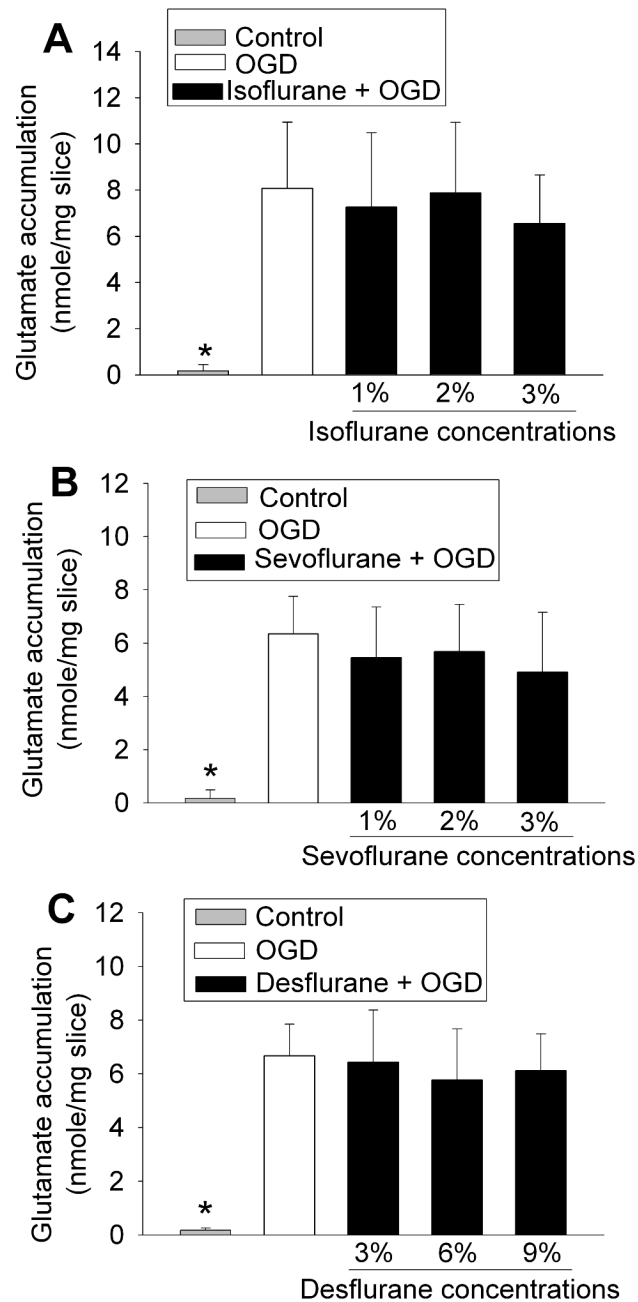 A
Control
OGD
Isoflurane + OGD
Glutamate accumulation
(nmole/mg slice)
14
12
10
8
6
4
2
0
*
1% 2% 3%
Isoflurane concentrations
B
Control
OGD
Sevoflurane + OGD
Glutamate accumulation
(nmole/mg slice)
12
10
8
6
4
2
0
*
1% 2% 3%
Sevoflurane concentrations
C
Control
OGD
Desflurane + OGD
Glutamate accumulation
(nmole/mg slice)
12
10
8
6
4
2
0
*
3% 6% 9%
Desflurane concentrations